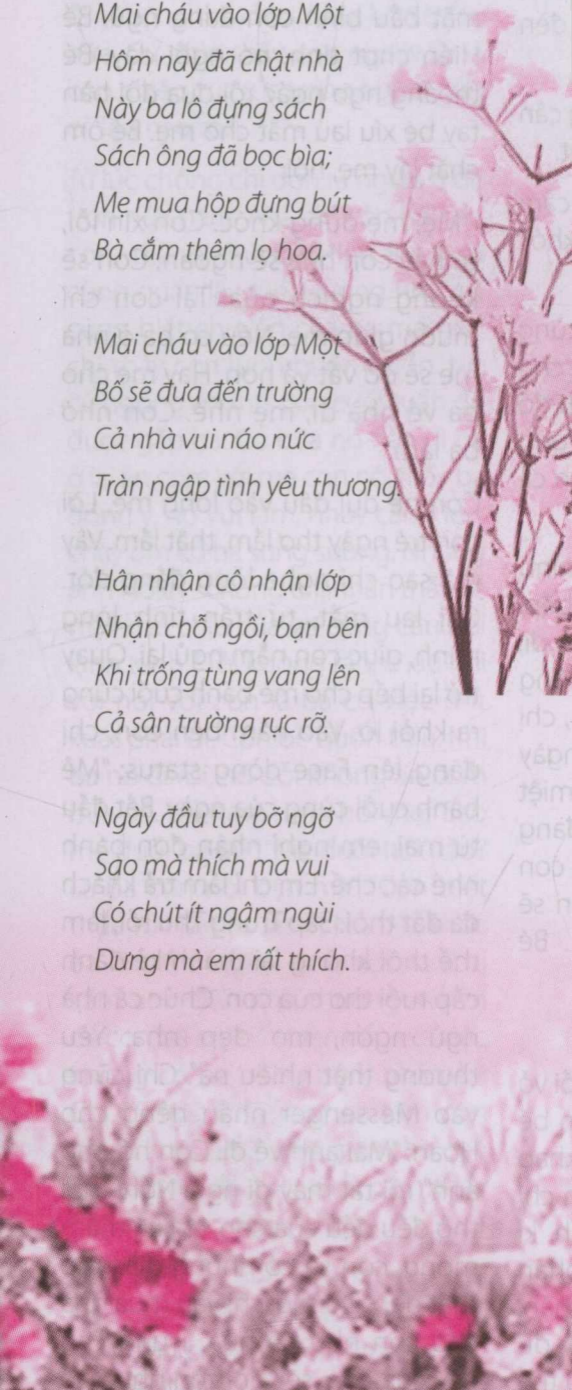 Mai cháu vào lớp Một
Hôm nay đã chật nhà
Này ba lô đựng sách
Sách ông đã bọc bìa;
Mẹ mua hộp đựng bút
Bà cắm thêm lọ hoa.
Mai cháu vào lớp Một
Bố sẽ đưa đến trường
Cả nhà vui náo nức
Tràn ngập tình yêu thương.
Hân nhận cô nhận lớp
Nhận chỗ ngồi, bạn bên
Khi trống tùng vang lên
Cả sân trường rực rỡ.
Ngày đầu tuy bỡ ngỡ
Sao mà thích mà vui
Có chút ít ngậm ngùi
Dưng mà em rất thích.